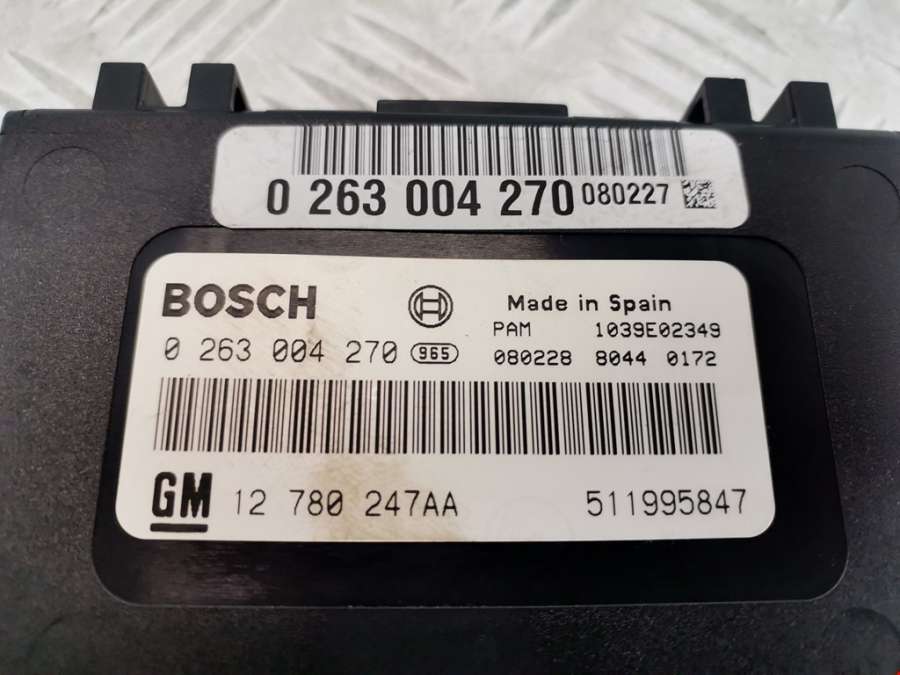 0 263 004 270 080227
BOSCH
Made in Spain
PAM 1039E02349
0 263 004 270 965 080228 8044 0172
GM 12 780 247AA 511995847